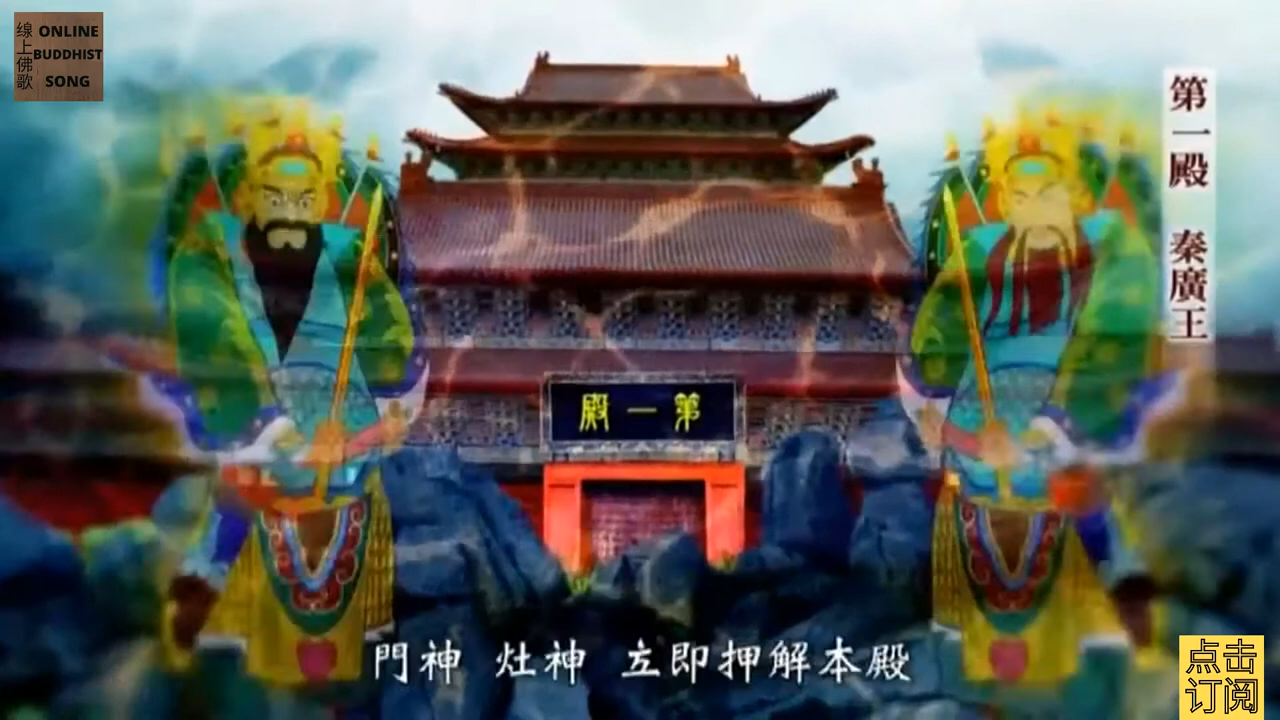 线上佛歌
ONLINE
BUDDHIST
SONG
第一殿 秦廣王
殿一第
門神 灶神 立即押解本殿
点击
订阅